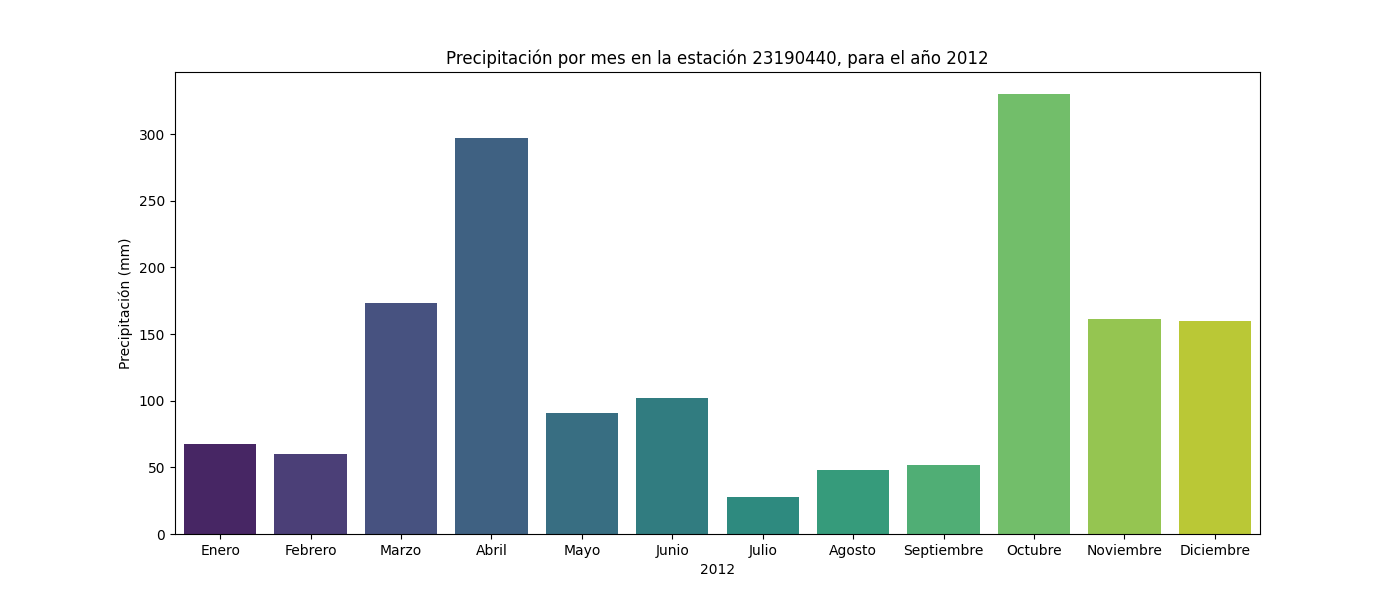 Precipitación por mes en la estación 23190440, para el año 2012
Precipitación (mm)
300
250
200
150
100
50
0
Enero Febrero Marzo Abril Mayo Junio Julio Agosto Septiembre Octubre Noviembre Diciembre
2012